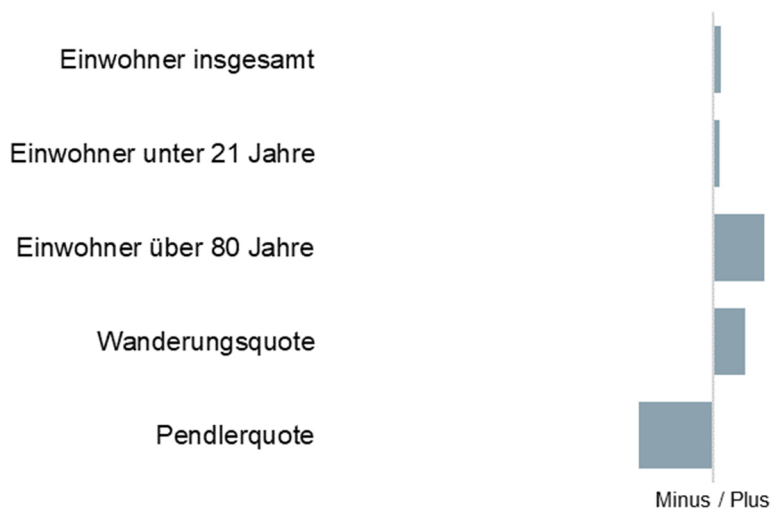 Einwohner insgesamt
Einwohner unter 21 Jahre
Einwohner über 80 Jahre
Wanderungsquote
Pendlerquote
Minus / Plus